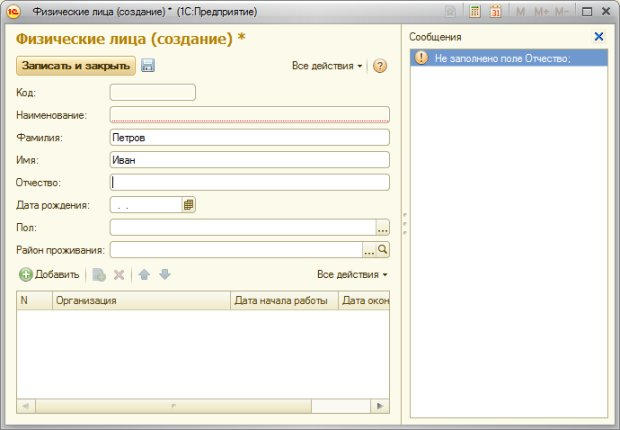 Физические лица (создание) * (1С:Предприятие)
M M+ M-
Физические лица (создание) *
Записать и закрыть
Все действия
Код:
Наименование:
Фамилия: Петров
Имя: Иван
Отчество:
Дата рождения: . .
Пол:
Район проживания:
Добавить
Все действия
N Организация Дата начала работы Дата окон
Сообщения
Не заполнено поле Отчество;